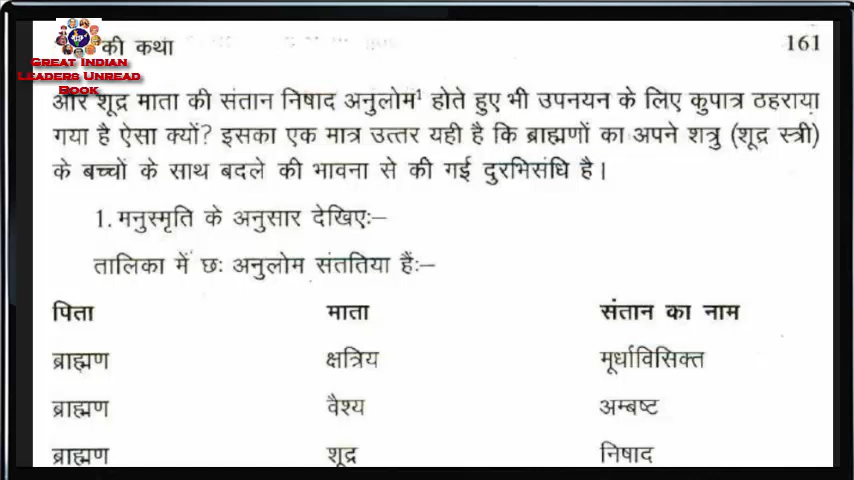 की कथा
161
Great Indian
Leaders Unread
Book
और शूद्र माता की संतान निषाद अनुलोम¹ होते हुए भी उपनयन के लिए कुपात्र ठहराया
गया है ऐसा क्यों? इसका एक मात्र उत्तर यही है कि ब्राह्मणों का अपने शत्रु (शूद्र स्त्री)
के बच्चों के साथ बदले की भावना से की गई दुरभिसंधि है।
1. मनुस्मृति के अनुसार देखिएः–
तालिका में छः अनुलोम संततिया हैंः–
पिता माता संतान का नाम
ब्राह्मण क्षत्रिय मूर्धाविसिक्त
ब्राह्मण वैश्य अम्बष्ट
ब्राह्मण शूद्र निषाद